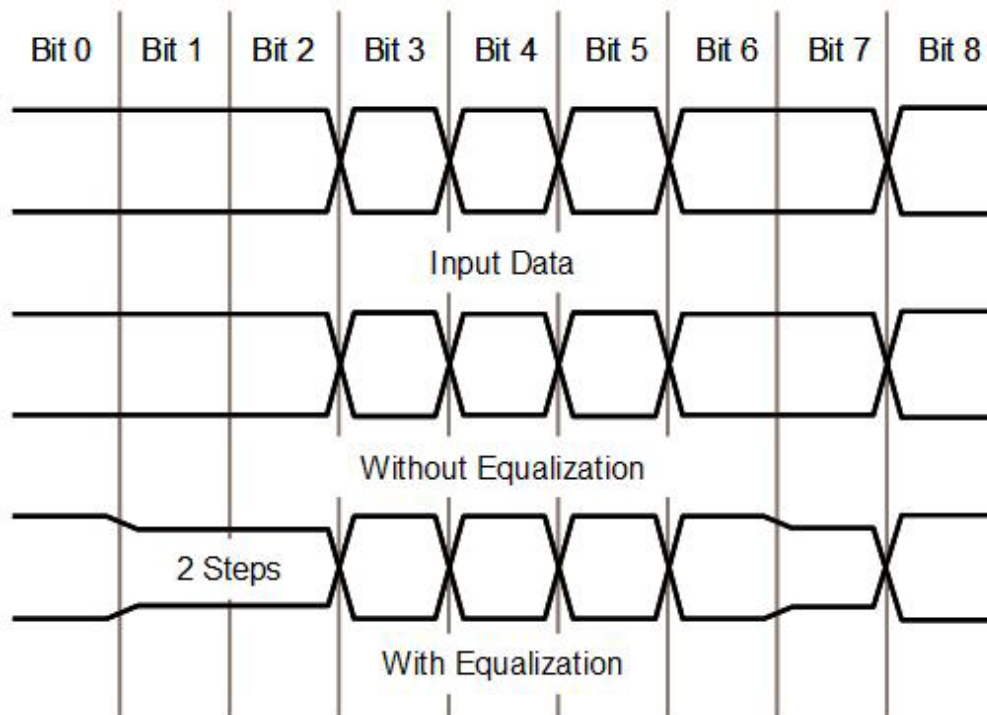 Bit 0 Bit 1 Bit 2 Bit 3 Bit 4 Bit 5 Bit 6 Bit 7 Bit 8
Input Data
Without Equalization
2 Steps
With Equalization